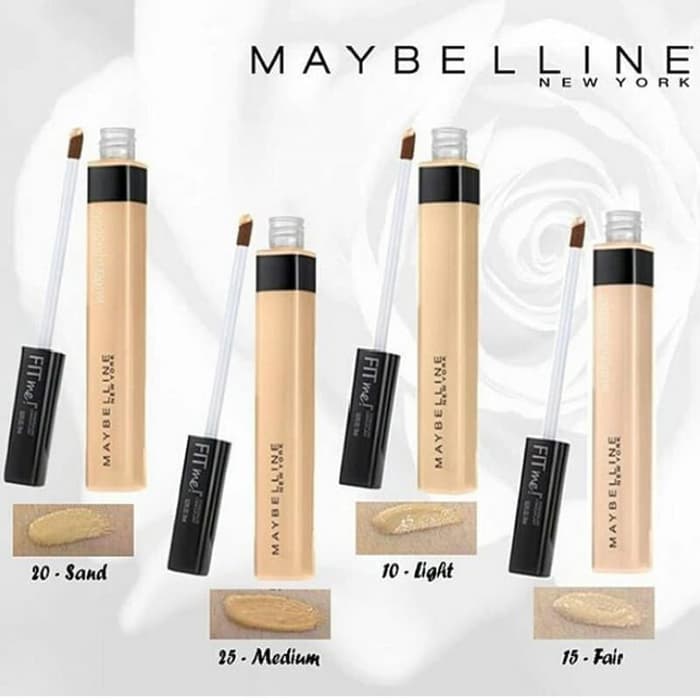 MAYBELLINE
NEW YORK
FIT me!
MAYBELLINE
NEW YORK
20 - Sand
FIT me!
MAYBELLINE
NEW YORK
25 - Medium
FIT me!
MAYBELLINE
NEW YORK
10 - Light
FIT me!
MAYBELLINE
NEW YORK
15 - Fair